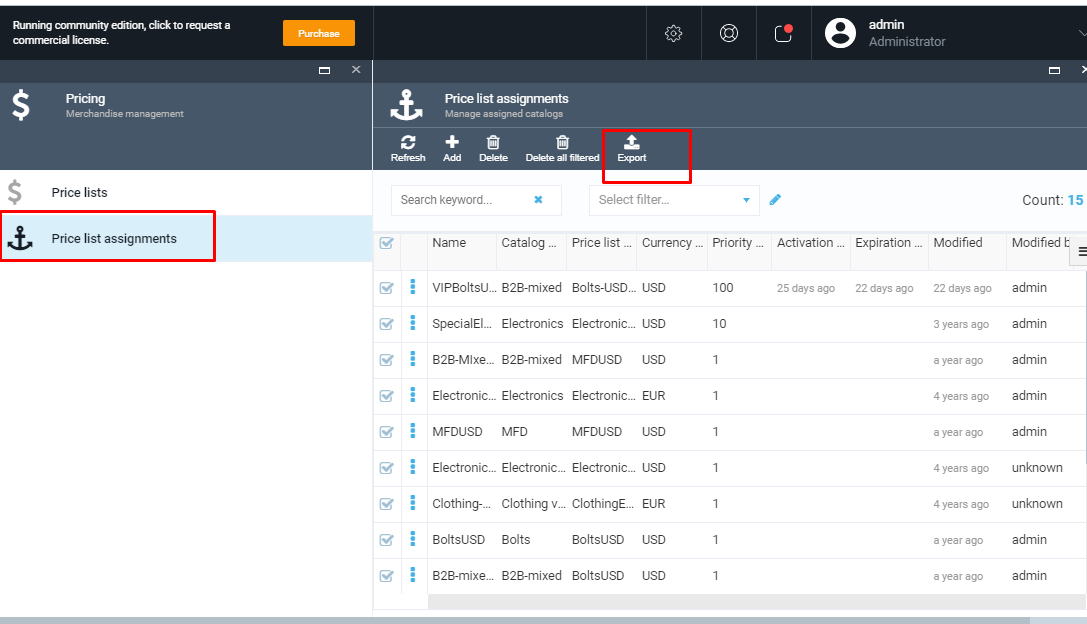 Running community edition, click to request a
commercial license.
Purchase
admin
Administrator
Pricing
Merchandise management
Price list assignments
Manage assigned catalogs
Refresh Add Delete Delete all filtered Export
Price lists
Price list assignments
Search keyword... Select filter... Count: 15
Name Catalog ... Price list ... Currency ... Priority ... Activation ... Expiration ... Modified Modified b
VIPBoltsU... B2B-mixed Bolts-USD... USD 100 25 days ago 22 days ago 22 days ago admin
SpecialEl... Electronics Electronic... USD 10 3 years ago admin
B2B-MIxe... B2B-mixed MFDUSD USD 1 a year ago admin
Electronic... Electronics Electronic... EUR 1 4 years ago admin
MFDUSD MFD MFDUSD USD 1 a year ago admin
Electronic... Electronic... Electronic... USD 1 4 years ago unknown
Clothing-... Clothing v... ClothingE... EUR 1 4 years ago unknown
BoltsUSD Bolts BoltsUSD USD 1 a year ago admin
B2B-mixe... B2B-mixed BoltsUSD USD 1 a year ago admin